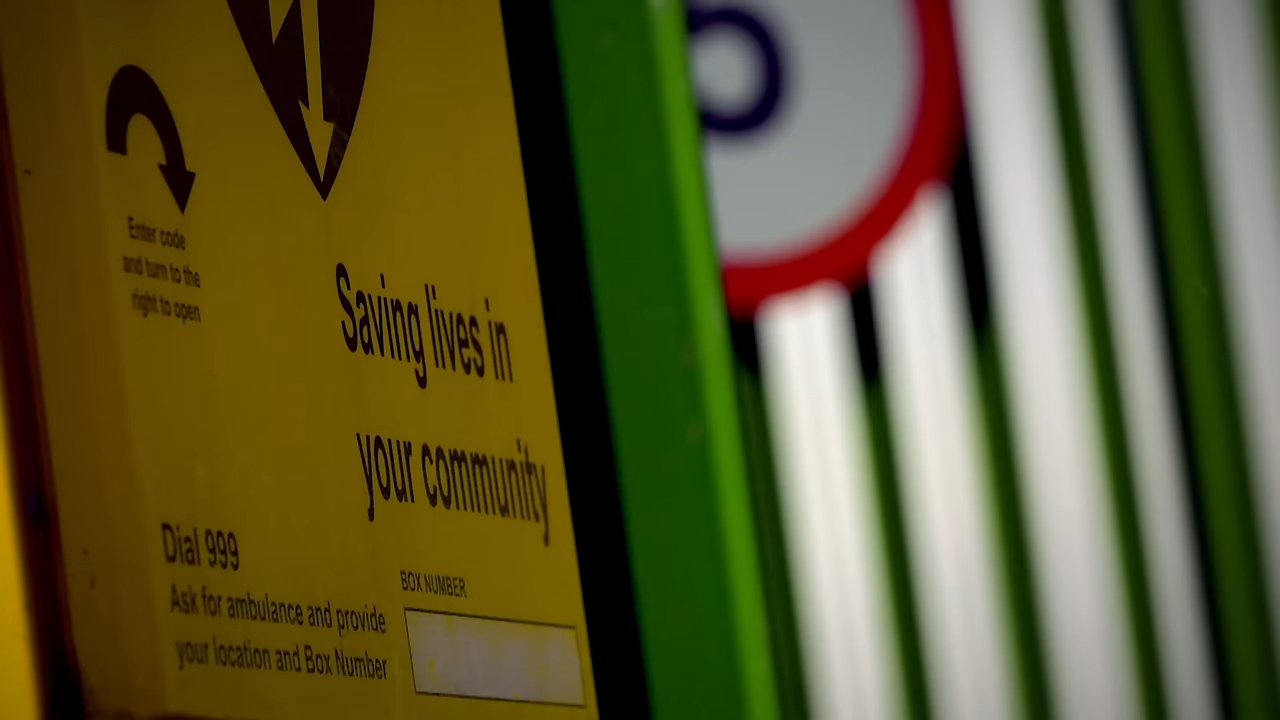 Enter code
and turn to the
right to open
Saving lives in
your community
Dial 999
Ask for ambulance and provide
your location and Box Number
BOX NUMBER